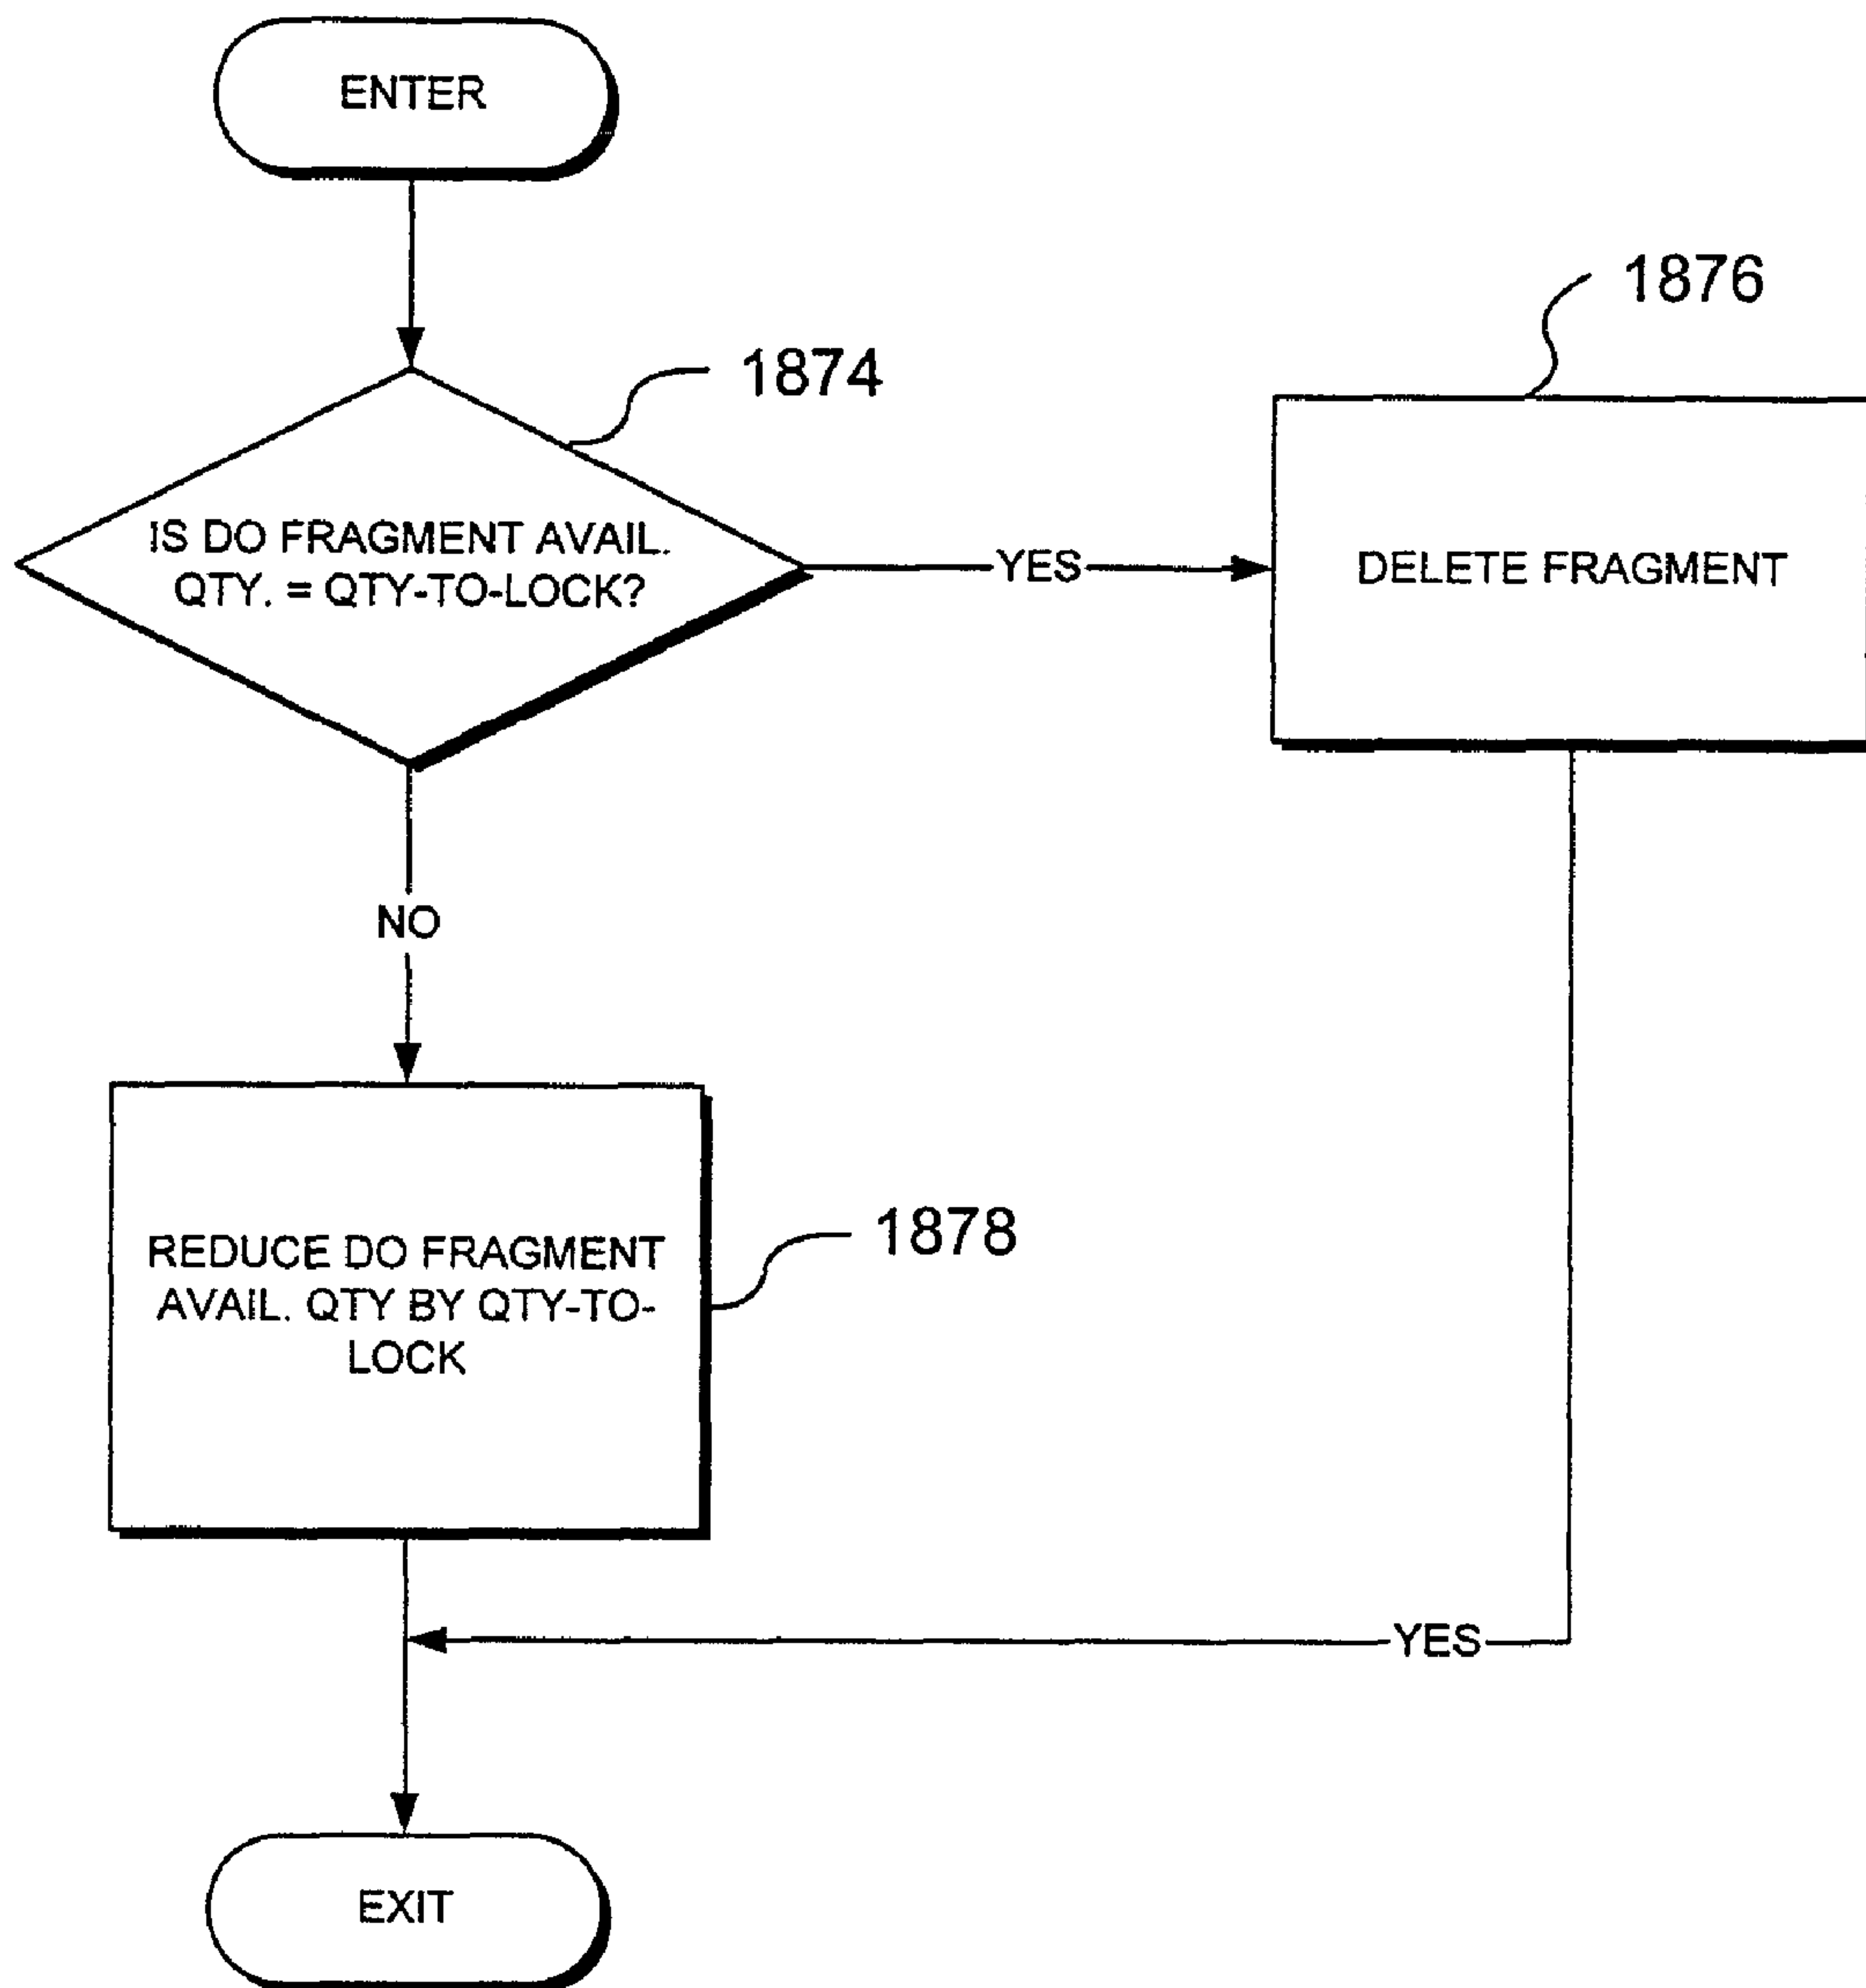 ENTER
1876
1874
IS DO FRAGMENT AVAIL.
QTY. = QTY-TO-LOCK?
YES
DELETE FRAGMENT
NO
REDUCE DO FRAGMENT
AVAIL. QTY BY QTY-TO-
LOCK
1878
YES
EXIT